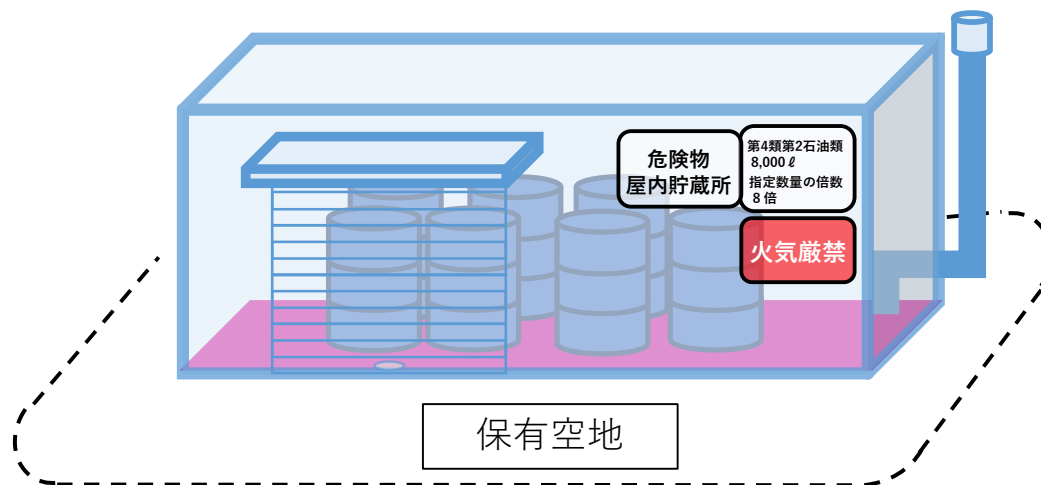 危険物
屋内貯蔵所
第4類第2石油類
8,000ℓ
指定数量の倍数
8倍
火気厳禁
保有空地